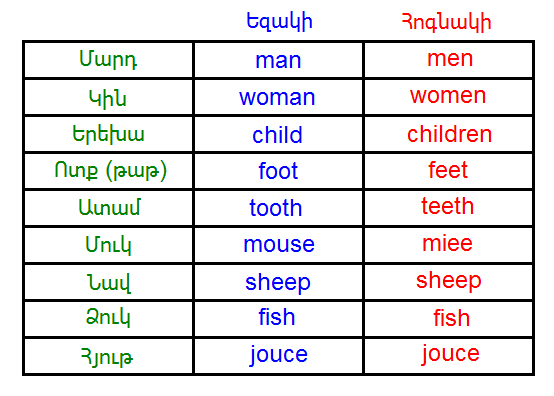 Եզակի Հոգնակի
Մարդ man men
Կին woman women
Երեխա child children
Ոտք (թաթ) foot feet
Ատամ tooth teeth
Մուկ mouse miee
Նավ sheep sheep
Ձուկ fish fish
Հյութ jouce jouce